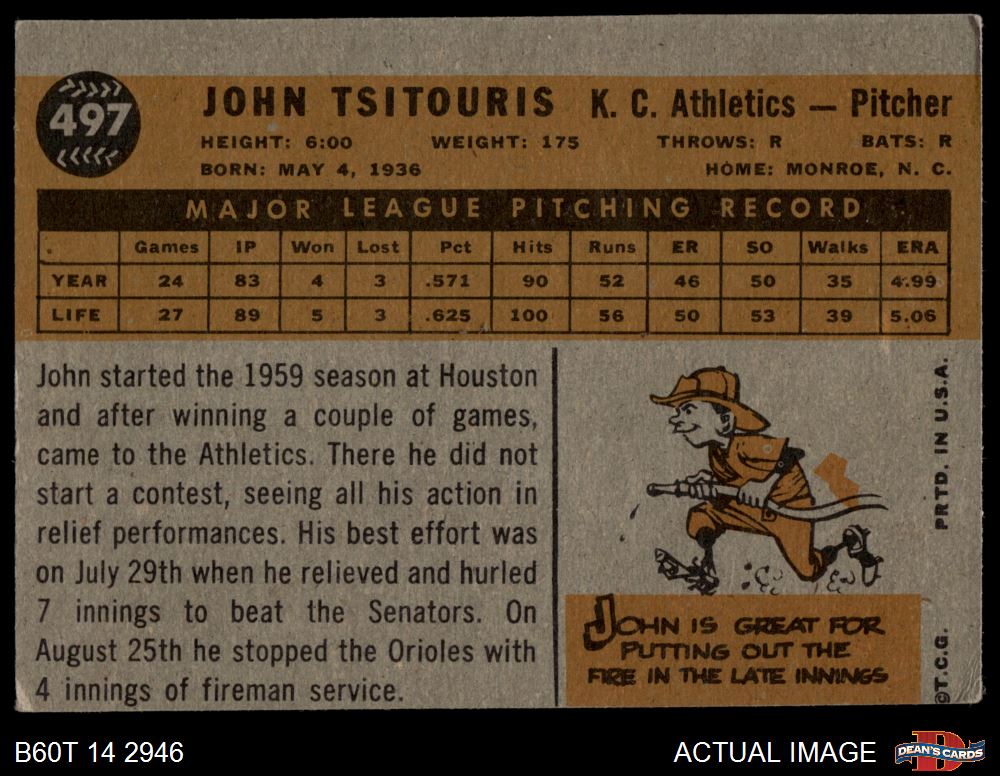 497
JOHN TSITOURIS K. C. Athletics — Pitcher
HEIGHT: 6:00 WEIGHT: 175 THROWS: R BATS: R
BORN: MAY 4, 1936 HOME: MONROE, N. C.
MAJOR LEAGUE PITCHING RECORD
Games IP Won Lost Pct Hits Runs ER SO Walks ERA
YEAR 24 83 4 3 .571 90 52 46 50 35 4.99
LIFE 27 89 5 3 .625 100 56 50 53 39 5.06
John started the 1959 season at Houston
and after winning a couple of games,
came to the Athletics. There he did not
start a contest, seeing all his action in
relief performances. His best effort was
on July 29th when he relieved and hurled
7 innings to beat the Senators. On
August 25th he stopped the Orioles with
4 innings of fireman service.
JOHN IS GREAT FOR
PUTTING OUT THE
FIRE IN THE LATE INNINGS
PRTD. IN U.S.A.
©T.C.G.
B60T 14 2946
ACTUAL IMAGE
D
DEAN'S CARDS